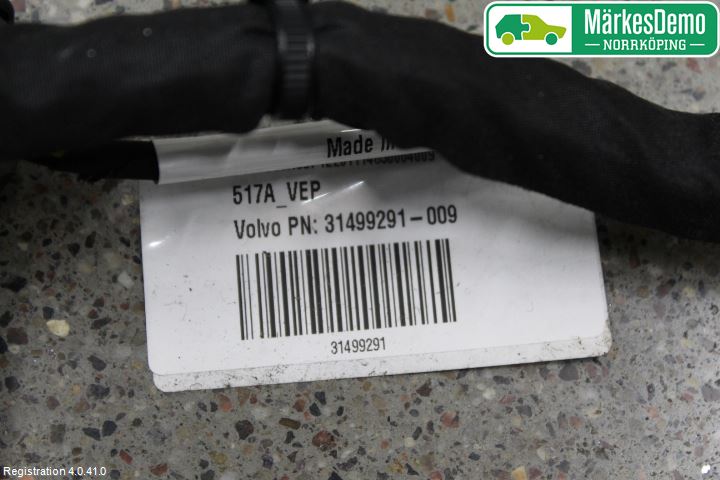 MärkesDemo
NORRKÖPING
Made in
517A_VEP
Volvo PN: 31499291-009
31499291
Registration 4.0.41.0